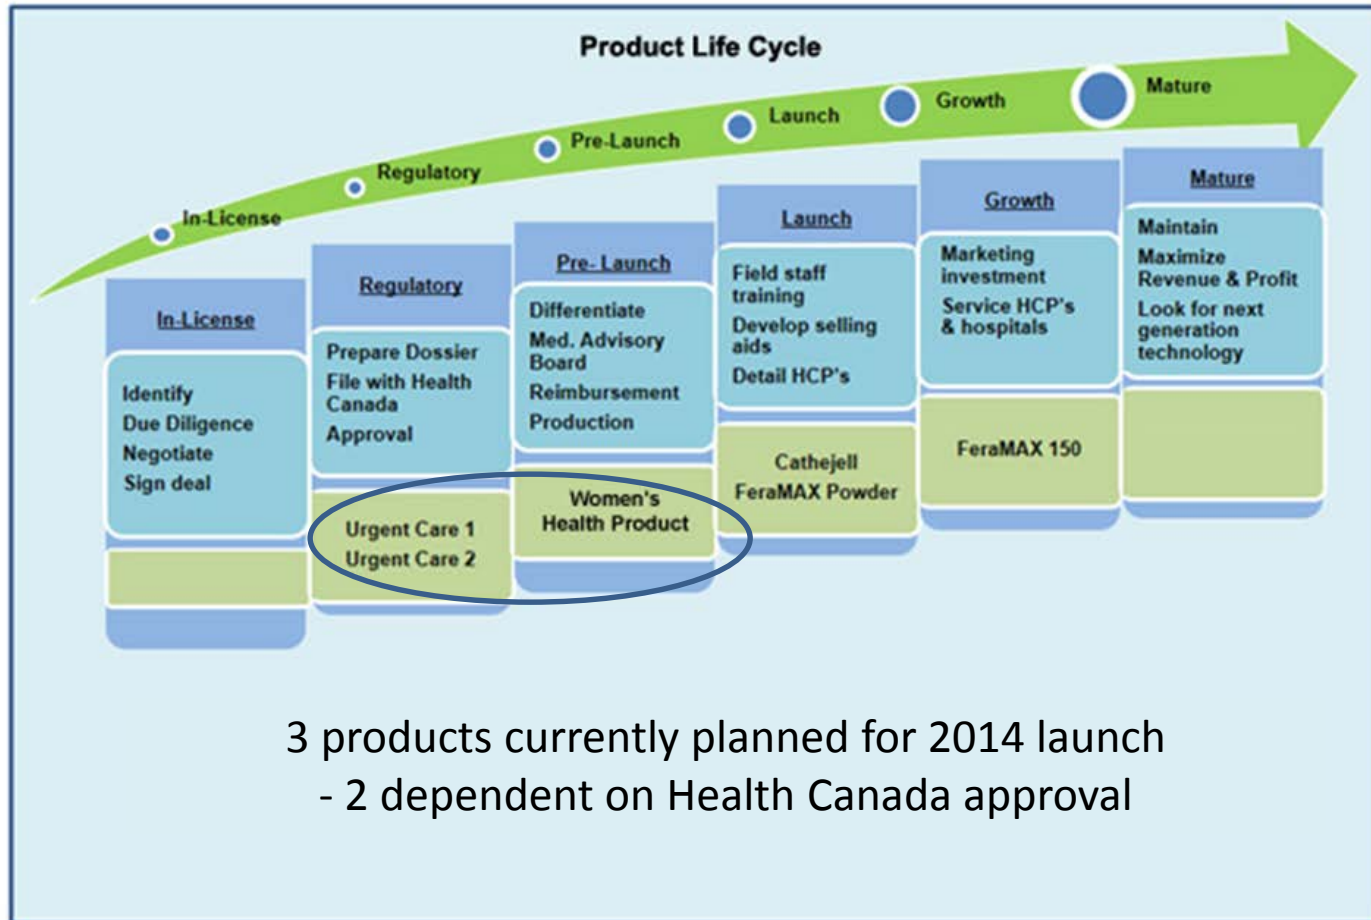 Product Life Cycle
In-License
Regulatory
Pre-Launch
Launch
Growth
Mature
In-License
Identify
Due Diligence
Negotiate
Sign deal
Regulatory
Prepare Dossier
File with Health
Canada
Approval
Urgent Care 1
Urgent Care 2
Pre- Launch
Differentiate
Med. Advisory
Board
Reimbursement
Production
Women's
Health Product
Launch
Field staff
training
Develop selling
aids
Detail HCP's
Cathejell
FeraMAX Powder
Growth
Marketing
investment
Service HCP's
& hospitals
FeraMAX 150
Mature
Maintain
Maximize
Revenue & Profit
Look for next
generation
technology
3 products currently planned for 2014 launch
- 2 dependent on Health Canada approval